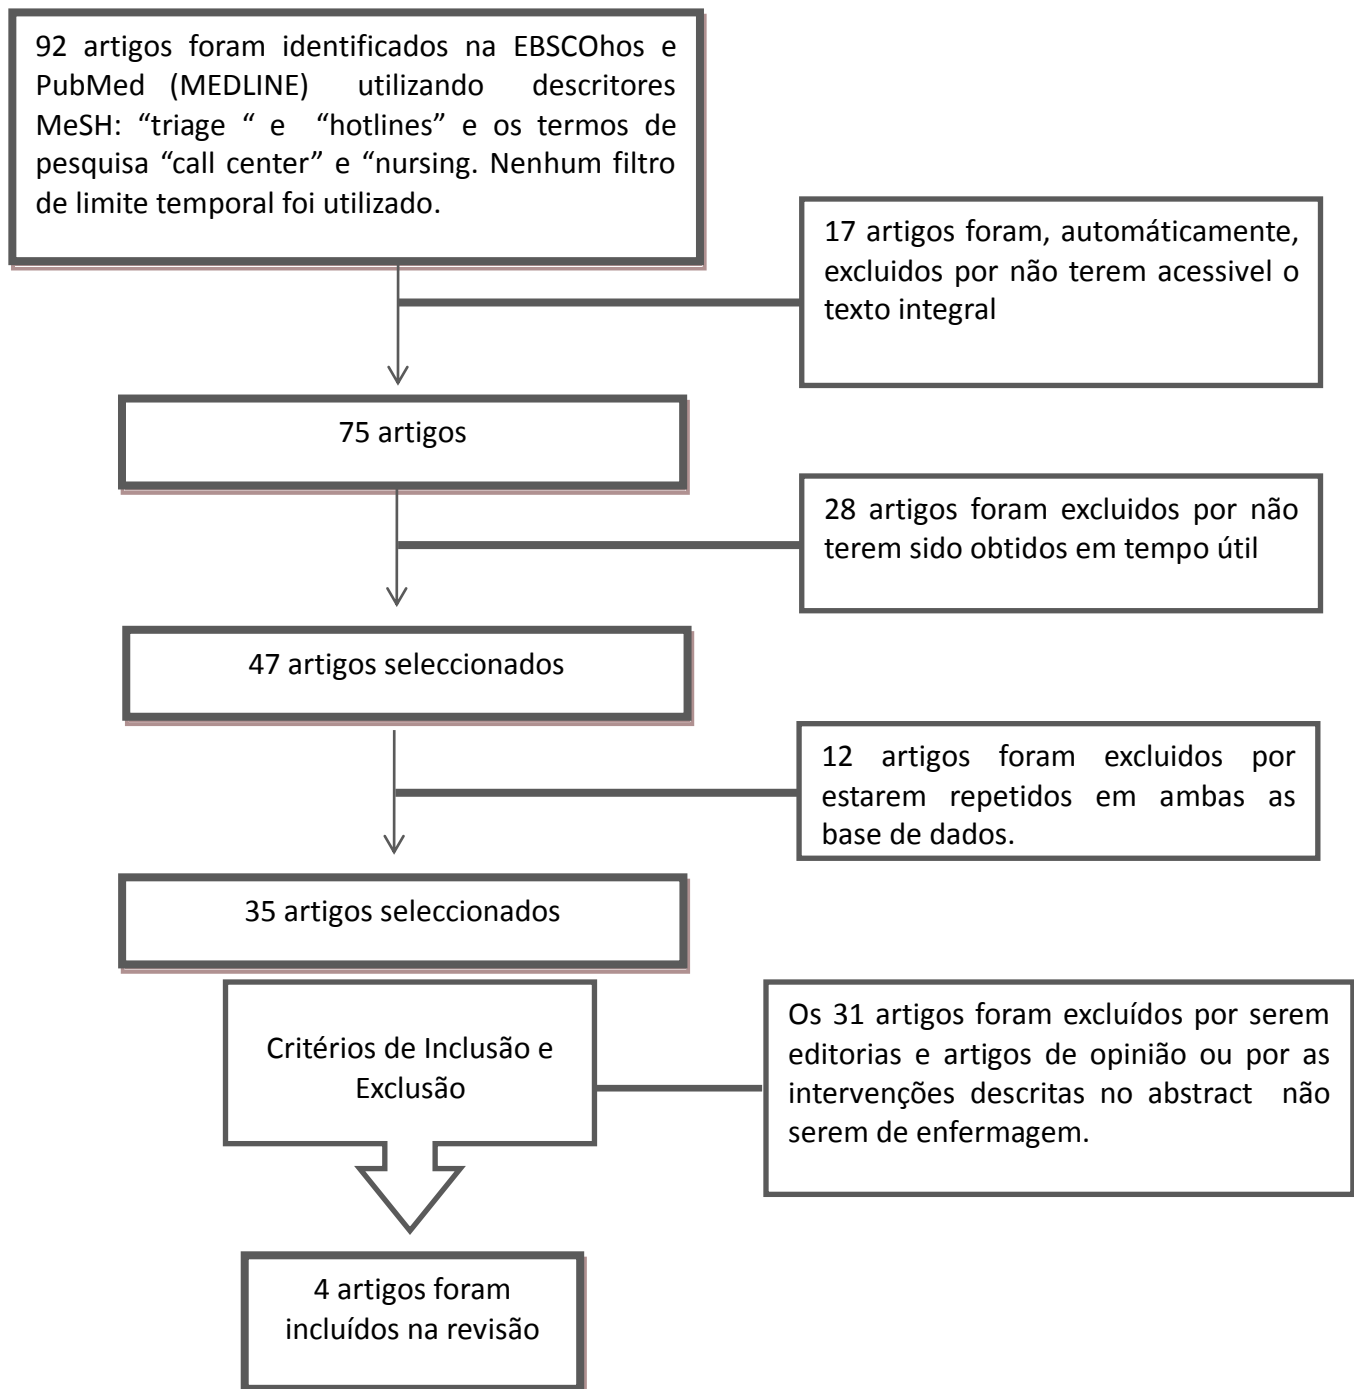 92 artigos foram identificados na EBSCOhos e
PubMed (MEDLINE) utilizando descritores
MeSH: “triage “ e “hotlines” e os termos de
pesquisa “call center” e “nursing. Nenhum filtro
de limite temporal foi utilizado.
17 artigos foram, automáticamente,
excluidos por não terem acessivel o
texto integral
75 artigos
28 artigos foram excluidos por não
terem sido obtidos em tempo útil
47 artigos seleccionados
12 artigos foram excluidos por
estarem repetidos em ambas as
base de dados.
35 artigos seleccionados
Critérios de Inclusão e
Exclusão
Os 31 artigos foram excluídos por serem
editorias e artigos de opinião ou por as
intervenções descritas no abstract não
serem de enfermagem.
4 artigos foram
incluídos na revisão